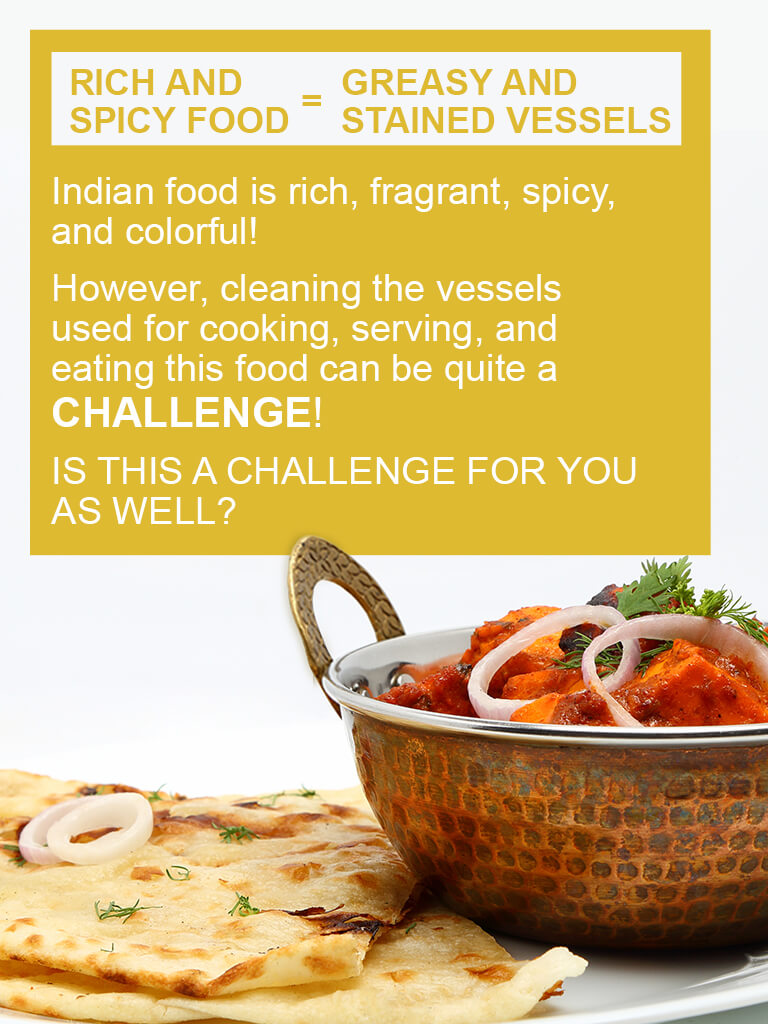 RICH AND
SPICY FOOD
=
GREASY AND
STAINED VESSELS
Indian food is rich, fragrant, spicy,
and colorful!
However, cleaning the vessels
used for cooking, serving, and
eating this food can be quite a
CHALLENGE!
IS THIS A CHALLENGE FOR YOU
AS WELL?